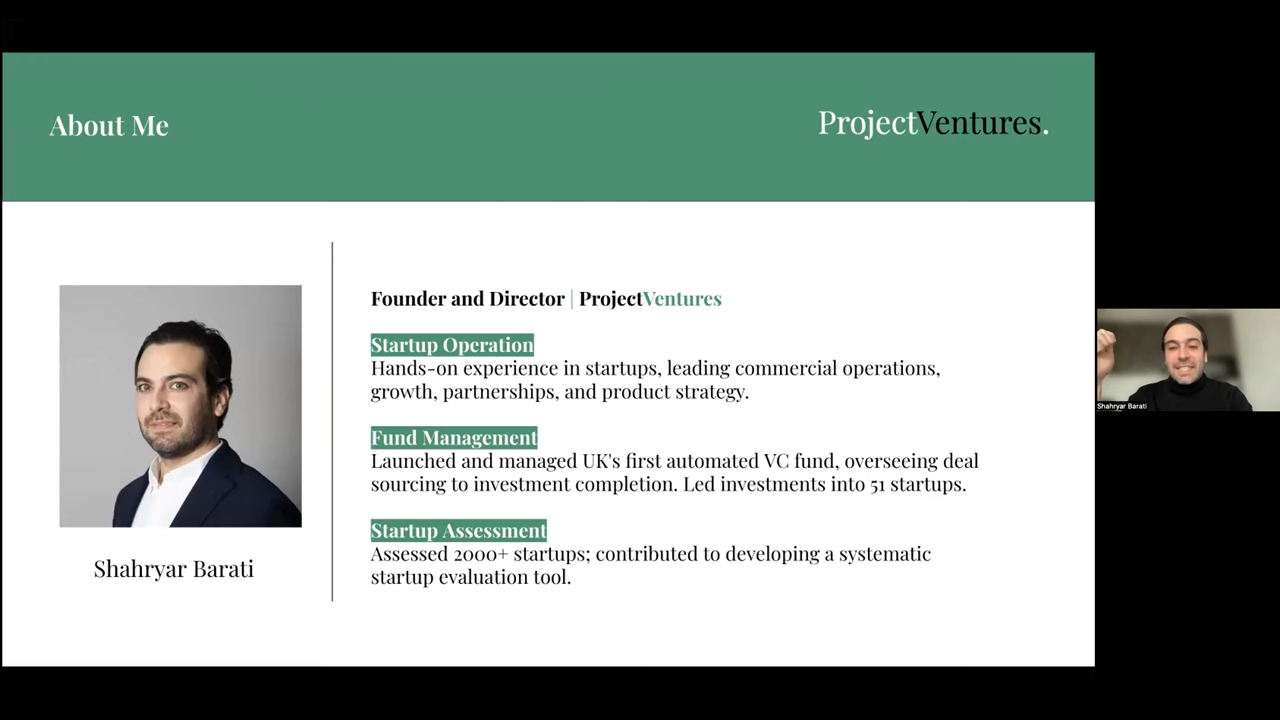 About Me
ProjectVentures.
Founder and Director | ProjectVentures
Startup Operation
Hands-on experience in startups, leading commercial operations,
growth, partnerships, and product strategy.
Fund Management
Launched and managed UK's first automated VC fund, overseeing deal
sourcing to investment completion. Led investments into 51 startups.
Startup Assessment
Assessed 2000+ startups; contributed to developing a systematic
startup evaluation tool.
Shahryar Barati
Shahryar Barati